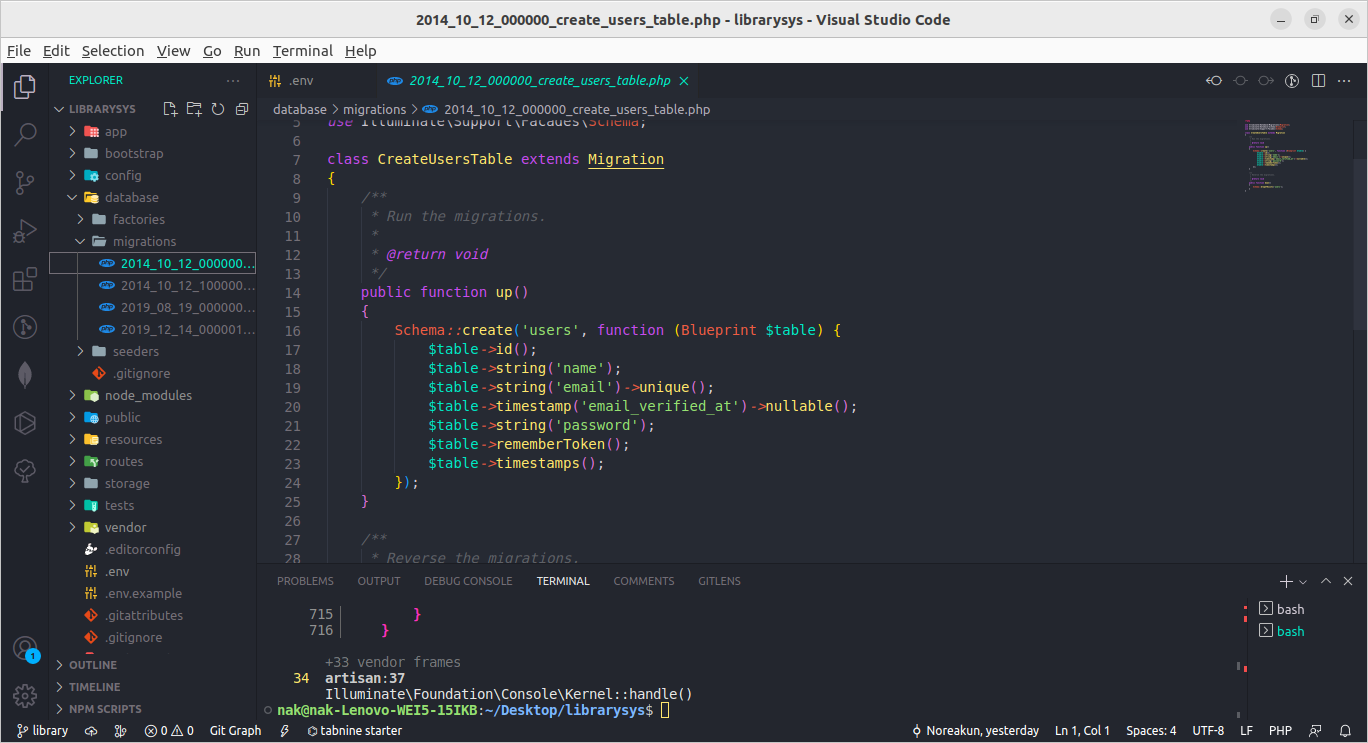 2014_10_12_000000_create_users_table.php - librarysys - Visual Studio Code
File Edit Selection View Go Run Terminal Help
EXPLORER
LIBRARYSYS
app
bootstrap
config
database
factories
migrations
2014_10_12_000000...
2014_10_12_100000...
2019_08_19_000000...
2019_12_14_000001...
seeders
.gitignore
node_modules
public
resources
routes
storage
tests
vendor
.editorconfig
.env
.env.example
.gitattributes
.gitignore
OUTLINE
TIMELINE
NPM SCRIPTS
.env
2014_10_12_000000_create_users_table.php
database > migrations > 2014_10_12_000000_create_users_table.php
5 use Illuminate\Support\Facades\Schema;
6
7 class CreateUsersTable extends Migration
8 {
9 /**
10 * Run the migrations.
11 *
12 * @return void
13 */
14 public function up()
15 {
16 Schema::create('users', function (Blueprint $table) {
17 $table->id();
18 $table->string('name');
19 $table->string('email')->unique();
20 $table->timestamp('email_verified_at')->nullable();
21 $table->string('password');
22 $table->rememberToken();
23 $table->timestamps();
24 });
25 }
26
27 /**
28 * Reverse the migrations.
PROBLEMS OUTPUT DEBUG CONSOLE TERMINAL COMMENTS GITLENS
715 }
716 }
+33 vendor frames
34 artisan:37
Illuminate\Foundation\Console\Kernel::handle()
nak@nak-Lenovo-WEI5-15IKB:~/Desktop/librarysys$
bash
bash
1
library 0 0 Git Graph tabnine starter Noreakun, yesterday Ln 1, Col 1 Spaces: 4 UTF-8 LF PHP